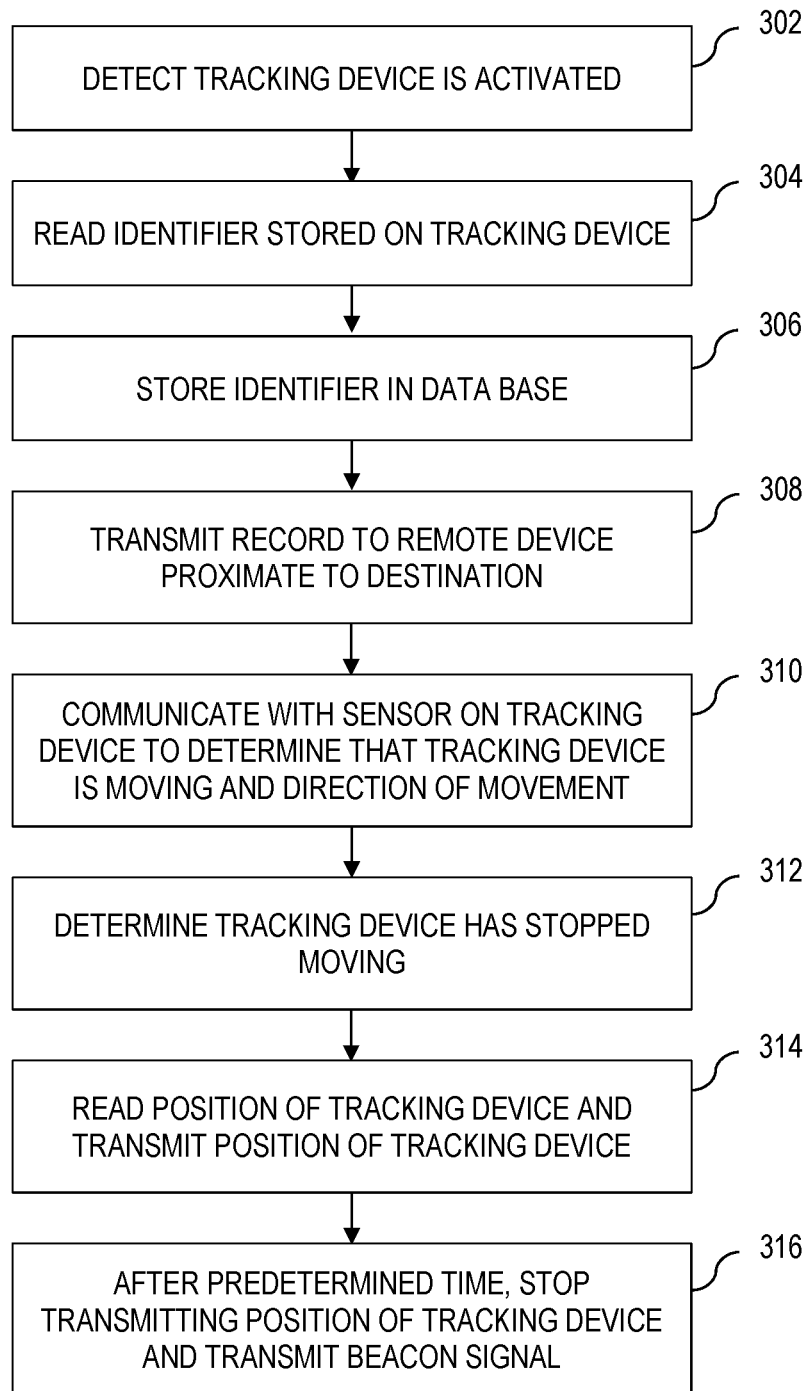 302
DETECT TRACKING DEVICE IS ACTIVATED
304
READ IDENTIFIER STORED ON TRACKING DEVICE
306
STORE IDENTIFIER IN DATA BASE
308
TRANSMIT RECORD TO REMOTE DEVICE
PROXIMATE TO DESTINATION
310
COMMUNICATE WITH SENSOR ON TRACKING
DEVICE TO DETERMINE THAT TRACKING DEVICE
IS MOVING AND DIRECTION OF MOVEMENT
312
DETERMINE TRACKING DEVICE HAS STOPPED
MOVING
314
READ POSITION OF TRACKING DEVICE AND
TRANSMIT POSITION OF TRACKING DEVICE
316
AFTER PREDETERMINED TIME, STOP
TRANSMITTING POSITION OF TRACKING DEVICE
AND TRANSMIT BEACON SIGNAL